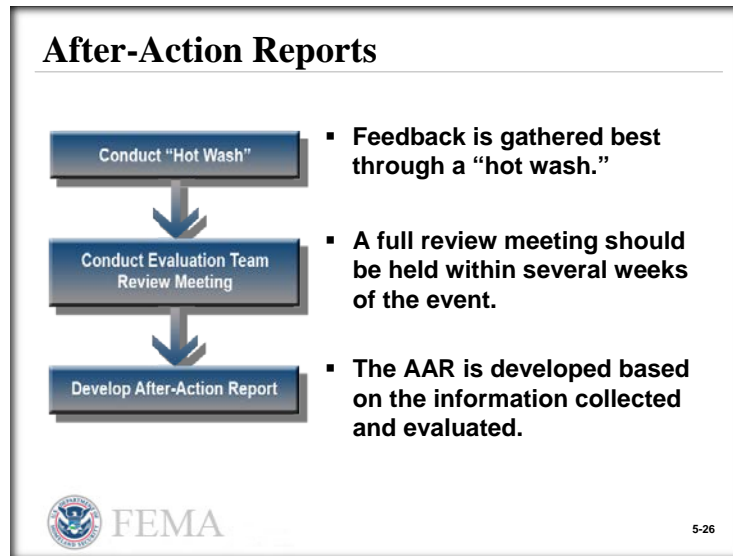 After-Action Reports
Conduct “Hot Wash”
Conduct Evaluation Team
Review Meeting
Develop After-Action Report
▪ Feedback is gathered best
through a “hot wash.”
▪ A full review meeting should
be held within several weeks
of the event.
▪ The AAR is developed based
on the information collected
and evaluated.
FEMA
5-26